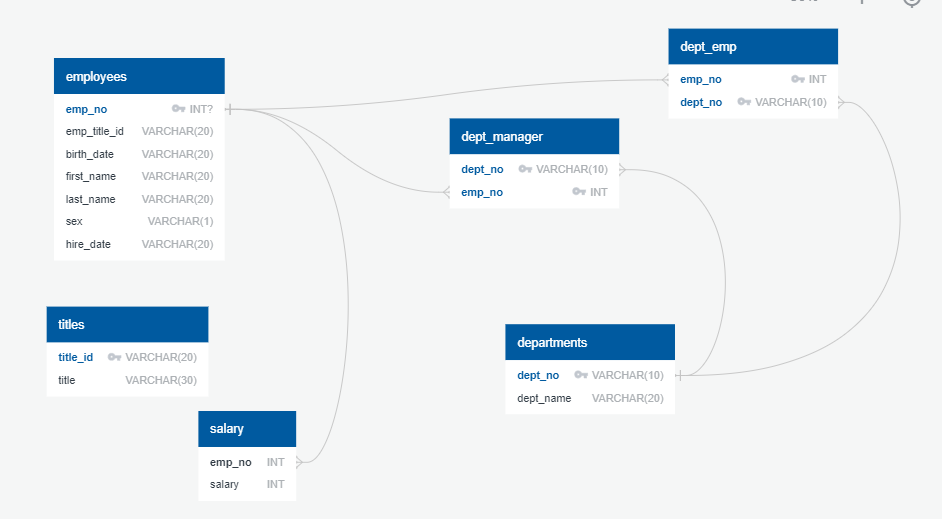 dept_emp
emp_no INT
dept_no VARCHAR(10)
employees
emp_no INT?
emp_title_id VARCHAR(20)
birth_date VARCHAR(20)
first_name VARCHAR(20)
last_name VARCHAR(20)
sex VARCHAR(1)
hire_date VARCHAR(20)
dept_manager
dept_no VARCHAR(10)
emp_no INT
titles
title_id VARCHAR(20)
title VARCHAR(30)
departments
dept_no VARCHAR(10)
dept_name VARCHAR(20)
salary
emp_no INT
salary INT